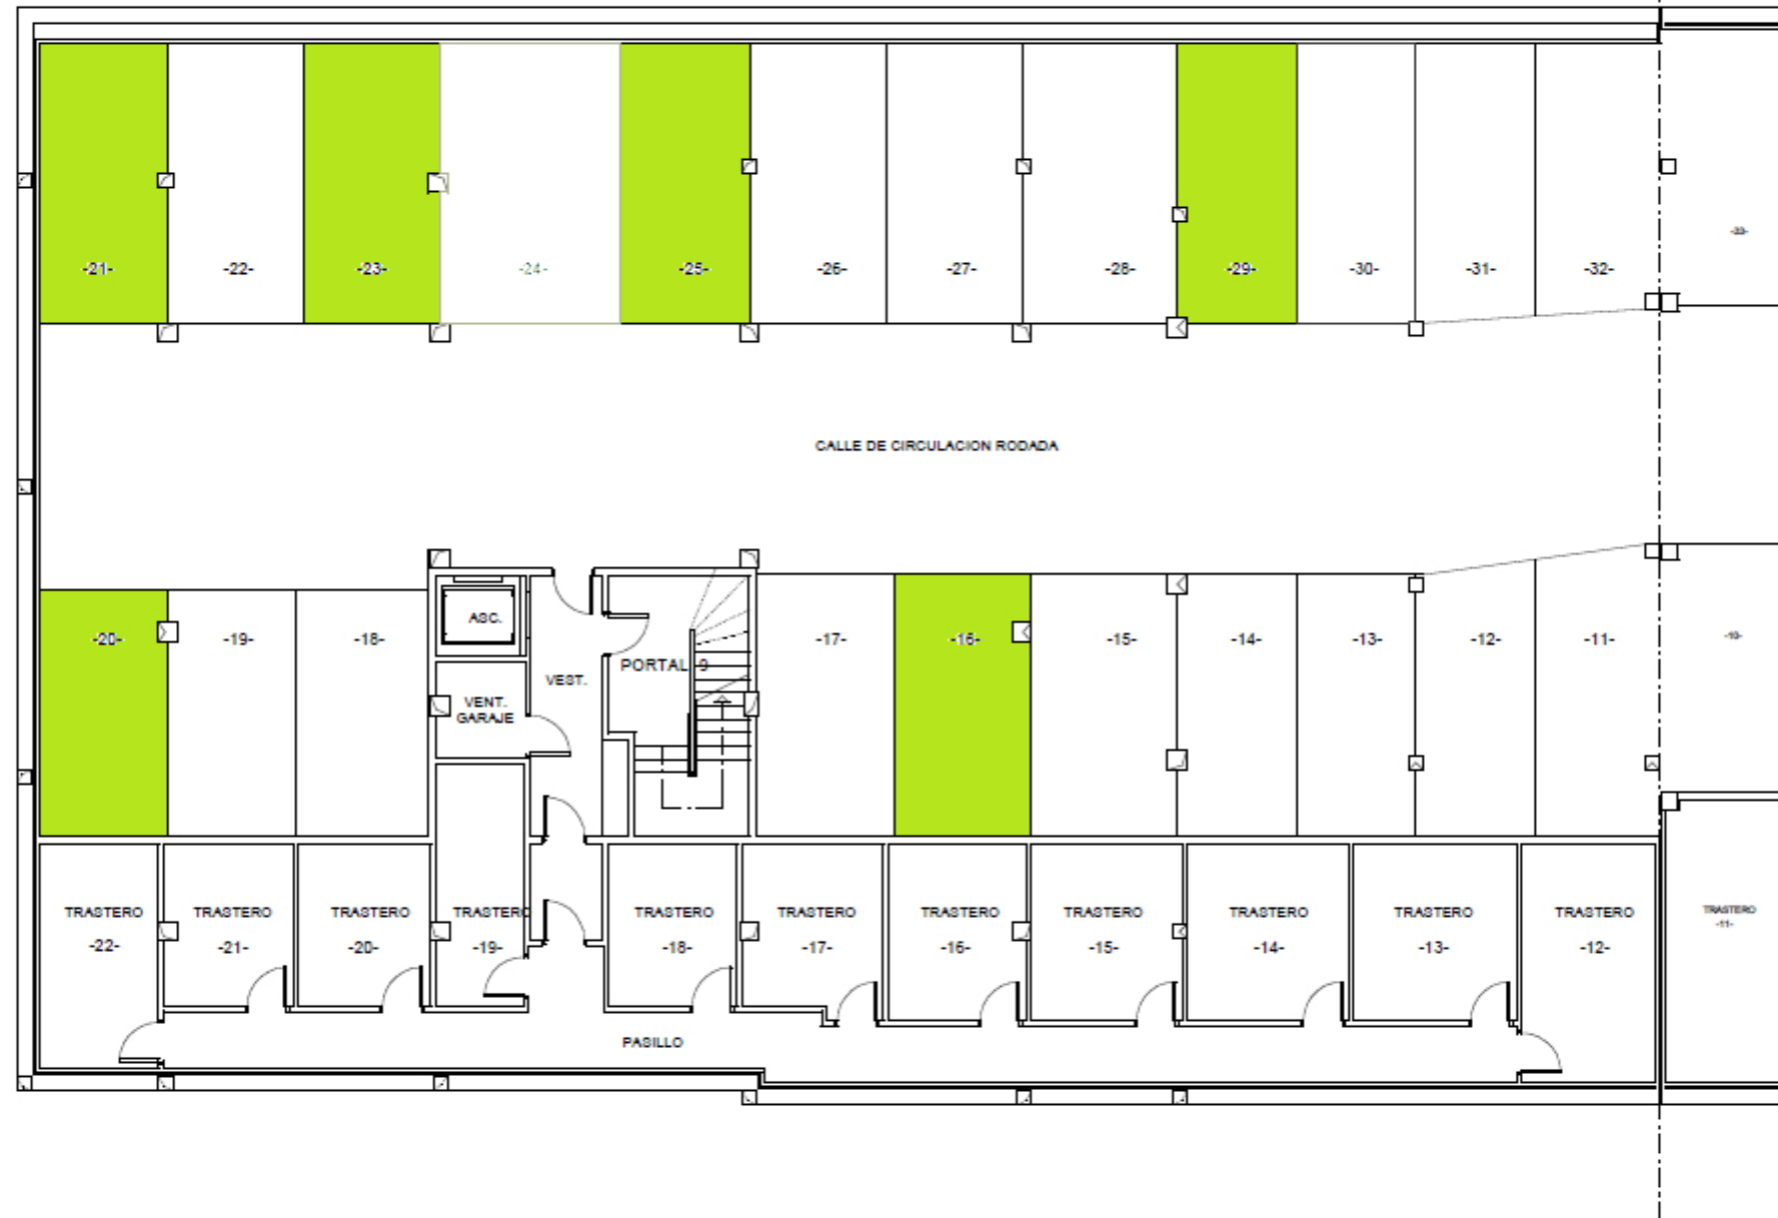 -21-
-22-
-23-
-24-
-25-
-26-
-27-
-28-
-29-
-30-
-31-
-32-
-33-
CALLE DE CIRCULACION RODADA
-20-
-19-
-18-
ASC.
VENT.
GARAJE
VEST.
PORTAL 9
-17-
-16-
-15-
-14-
-13-
-12-
-11-
-10-
TRASTERO
-22-
TRASTERO
-21-
TRASTERO
-20-
TRASTERO
-19-
TRASTERO
-18-
TRASTERO
-17-
TRASTERO
-16-
TRASTERO
-15-
TRASTERO
-14-
TRASTERO
-13-
TRASTERO
-12-
TRASTERO
-11-
PASILLO